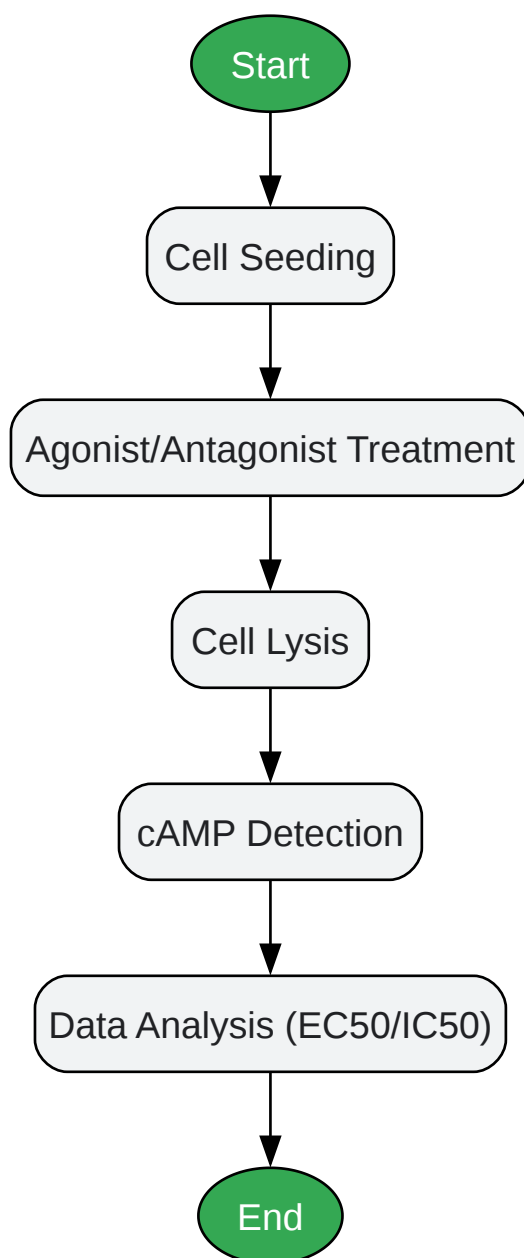 Start
Cell Seeding
Agonist/Antagonist Treatment
Cell Lysis
cAMP Detection
Data Analysis (EC50/IC50)
End